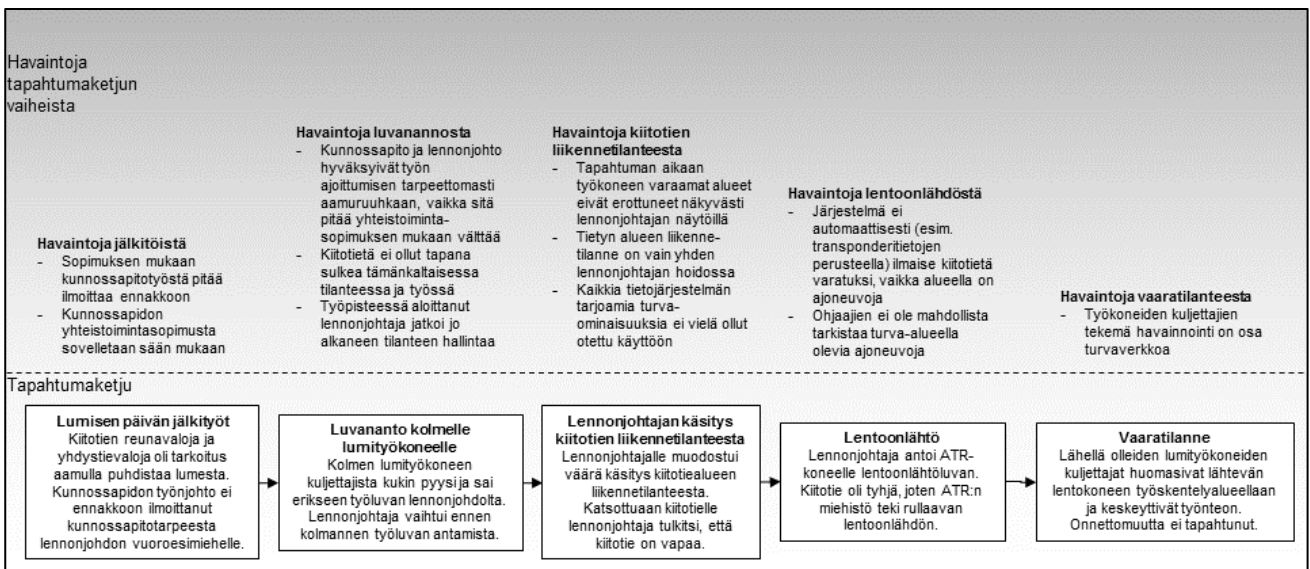 Havaintoja
tapahtumaketjun
vaiheista
Havaintoja jälkitöistä
- Sopimuksen mukaan
kunnossapitotyöstä pitää
ilmoittaa ennakkoon
- Kunnossapidon
yhteistoimintasopimusta
sovelletaan sään mukaan
Havaintoja luvanannosta
- Kunnossapito ja lennonjohto
hyväksyivät työn
ajoittumisen tarpeettomasti
aamuruuhkaan, vaikka sitä
pitää yhteistoiminta-
sopimuksen mukaan välttää
- Kiitotietä ei ollut tapana
sulkea tämänkaltaisessa
tilanteessa ja työssä
- Työpisteessä aloittanut
lennonjohtaja jatkoi jo
alkaneen tilanteen hallintaa
Havaintoja kiitotien
liikennetilanteesta
- Tapahtuman aikaan
työkoneen varaamat alueet
eivät erottuneet näkyvästi
lennonjohtajan näytöillä
- Tietyn alueen liikenne-
tilanne on vain yhden
lennonjohtajan hoidossa
- Kaikkia tietojärjestelmän
tarjoamia turva-
ominaisuuksia ei vielä ollut
otettu käyttöön
Havaintoja lentoonlähdöstä
- Järjestelmä ei
automaattisesti (esim.
transponderitietojen
perusteella) ilmaise kiitotietä
varatuksi, vaikka alueella on
ajoneuvoja
- Ohjaajien ei ole mahdollista
tarkistaa turva-alueella
olevia ajoneuvoja
Havaintoja vaaratilanteesta
- Työkoneiden kuljettajien
tekemä havainnointi on osa
turvaverkkoa
Tapahtumaketju
Lumisen päivän jälkityöt
Kiitotien reunavaloja ja
yhdystievaloja oli tarkoitus
aamulla puhdistaa lumesta.
Kunnossapidon työnjohto ei
ennakkoon ilmoittanut
kunnossapitotarpeesta
lennonjohdon vuoroesimiehelle.
Luvananto kolmelle
lumityökoneelle
Kolmen lumityökoneen
kuljettajista kukin pyysi ja sai
erikseen työluvan lennonjohdolta.
Lennonjohtaja vaihtui ennen
kolmannen työluvan antamista.
Lennonjohtajan käsitys
kiitotien liikennetilanteesta
Lennonjohtajalle muodostui
väärä käsitys kiitotiealueen
liikennetilanteesta.
Katsottuaan kiitotielle
lennonjohtaja tulkitsi, että
kiitotie on vapaa.
Lentoonlähtö
Lennonjohtaja antoi ATR-
koneelle lentoonlähtöluvan.
Kiitotie oli tyhjä, joten ATR:n
miehistö teki rullaavan
lentoonlähdön.
Vaaratilanne
Lähellä olleiden lumityökoneiden
kuljettajat huomasivat lähtevän
lentokoneen työskentelyalueellaan
ja keskeyttivät työnteon.
Onnettomuutta ei tapahtunut.